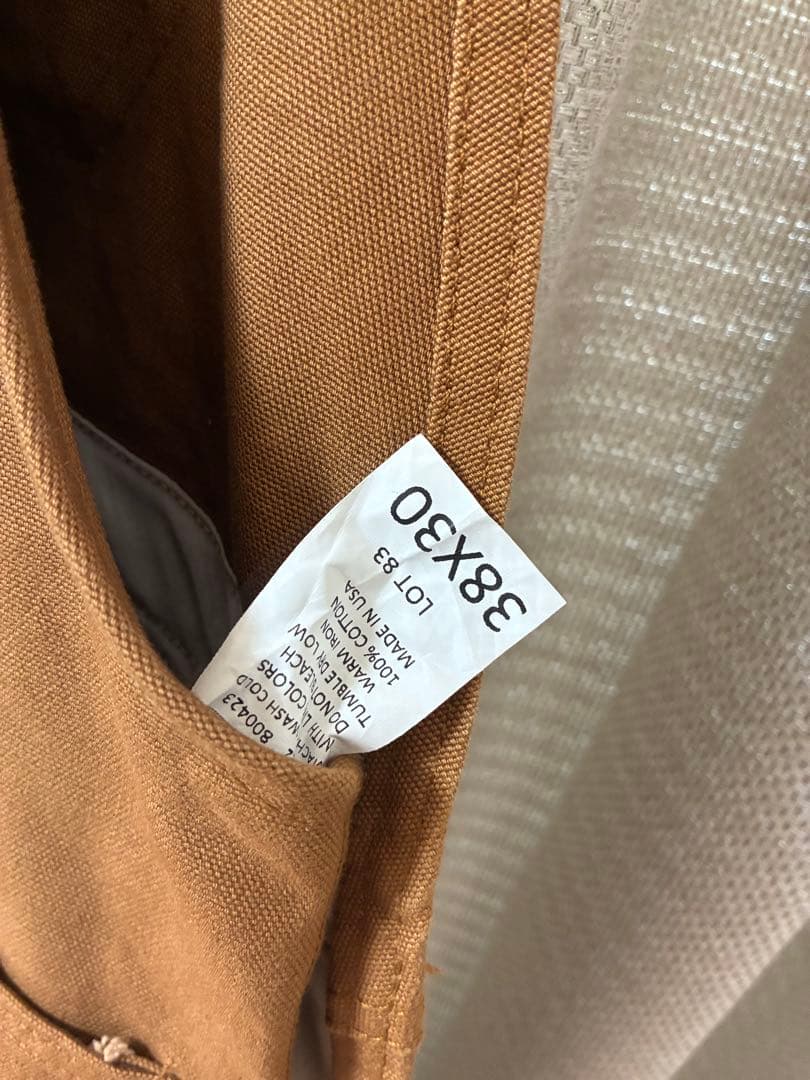 38X30
LOT 83
MADE IN USA
100% COTTON
WARM IRON
TUMBLE DRY LOW
DO NOT BLEACH
WITH COLORS
WASH COLD
800423